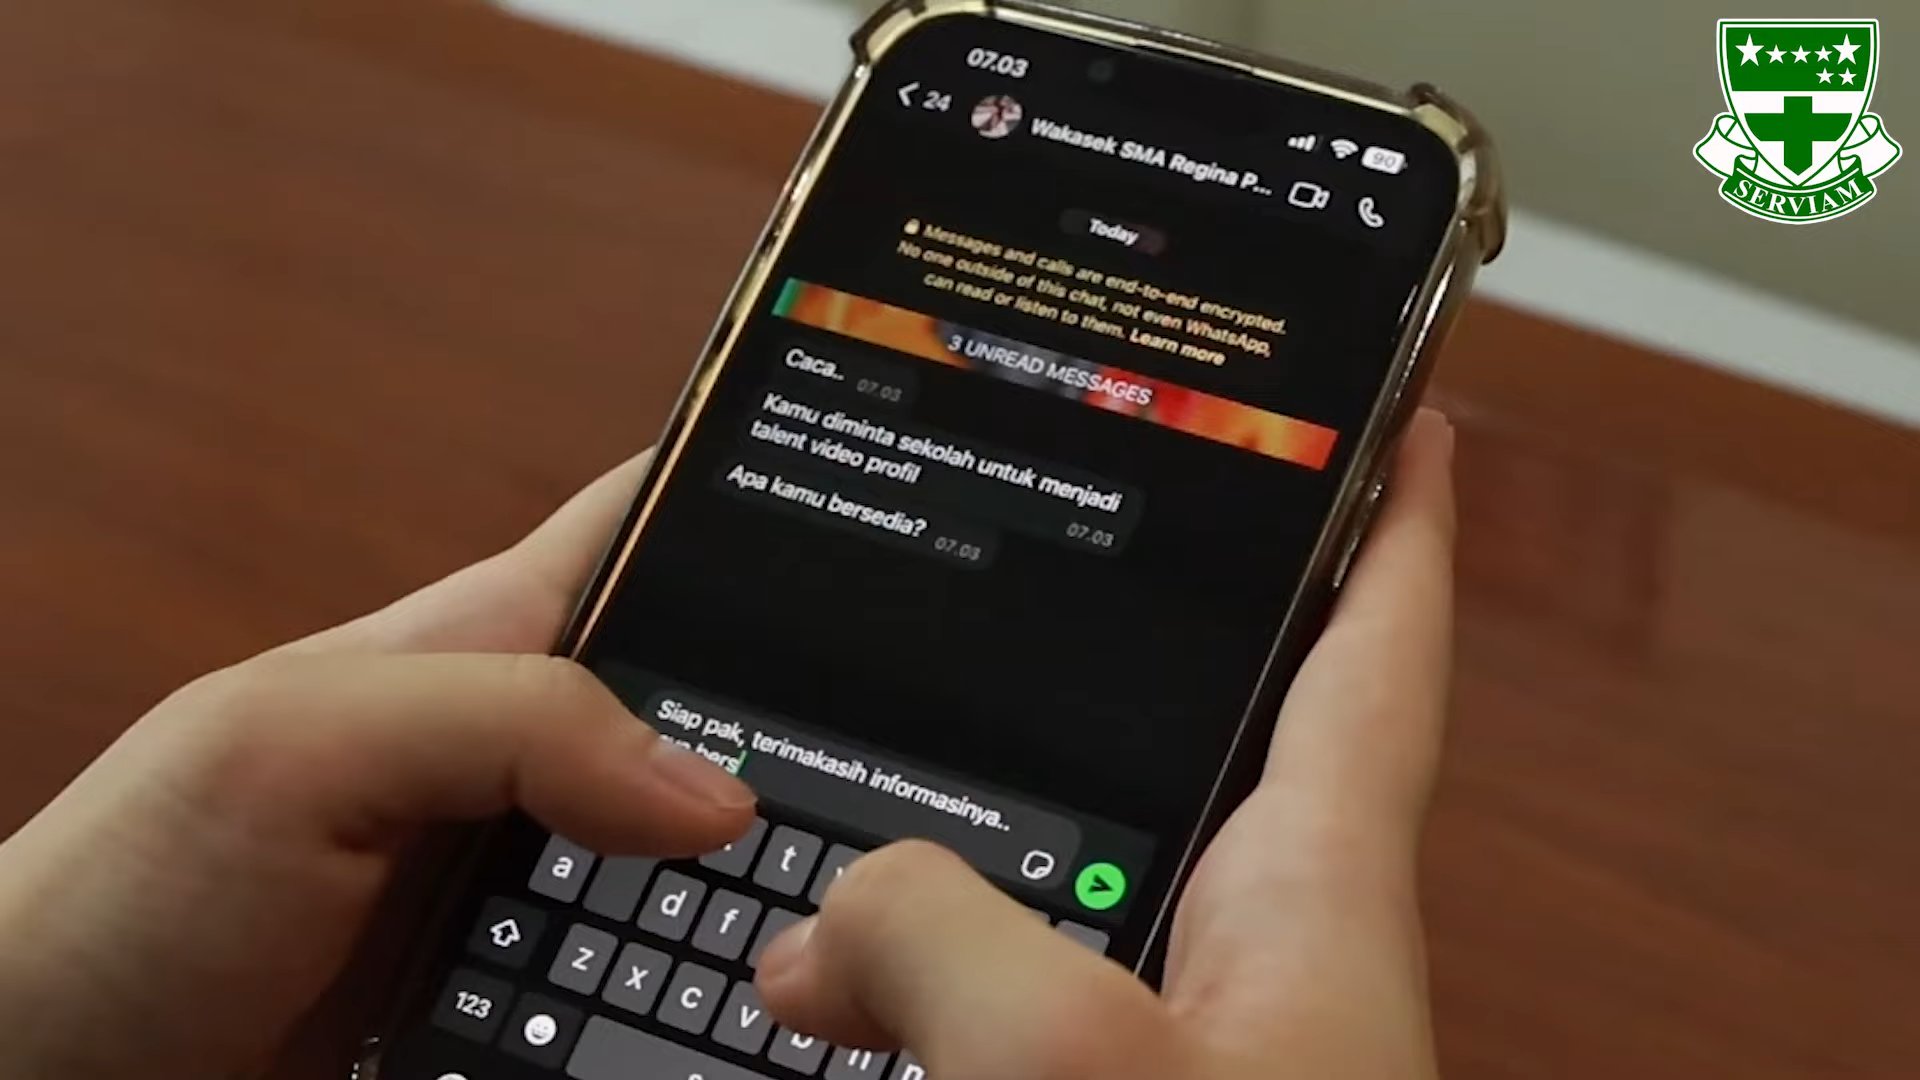 07.03
24
Wakasek SMA Regina P...
90
SERVIAM
Today
Messages and calls are end-to-end encrypted.
No one outside of this chat, not even WhatsApp,
can read or listen to them. Learn more
3 UNREAD MESSAGES
Caca.. 07.03
Kamu diminta sekolah untuk menjadi
talent video profil 07.03
Apa kamu bersedia? 07.03
Siap pak, terimakasih informasinya..
bers
t
a d f
z x c v b n
123